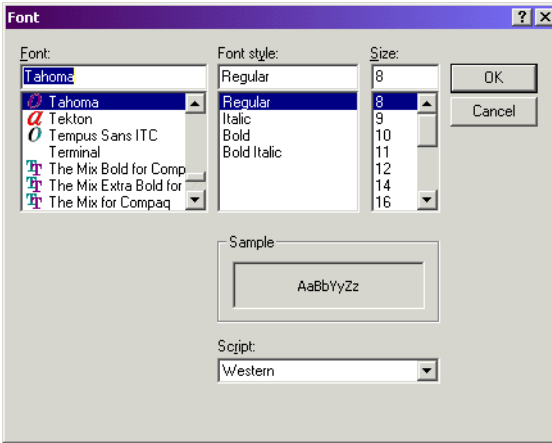 Font
Font:
Font style:
Size:
Tahoma
Regular
8
OK
Cancel
Tahoma
Tekton
Tempus Sans ITC
Terminal
The Mix Bold for Comp
The Mix Extra Bold for
The Mix for Compaq
Regular
Italic
Bold
Bold Italic
8
9
10
11
12
14
16
Sample
AaBbYyZz
Script:
Western